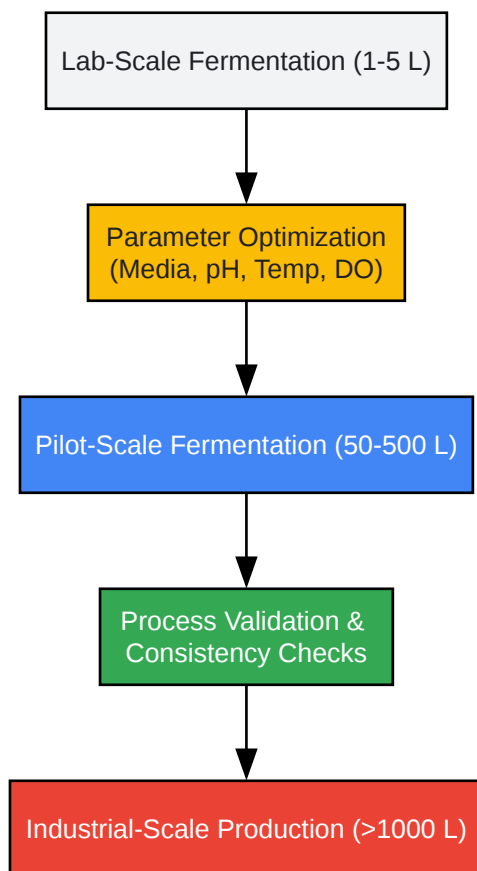 Lab-Scale Fermentation (1-5 L)
Parameter Optimization
(Media, pH, Temp, DO)
Pilot-Scale Fermentation (50-500 L)
Process Validation &
Consistency Checks
Industrial-Scale Production (>1000 L)